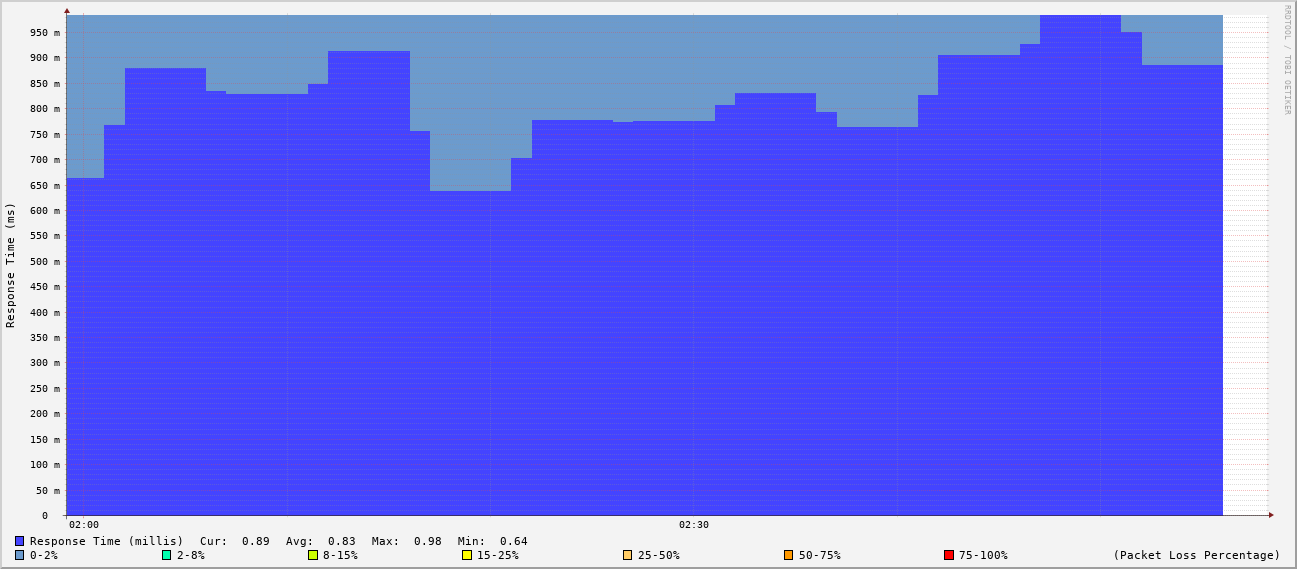 RRDTOOL / TOBI OETIKER
Response Time (ms)
950 m
900 m
850 m
800 m
750 m
700 m
650 m
600 m
550 m
500 m
450 m
400 m
350 m
300 m
250 m
200 m
150 m
100 m
50 m
0
02:00 02:30
Response Time (millis) Cur: 0.89 Avg: 0.83 Max: 0.98 Min: 0.64
0-2% 2-8% 8-15% 15-25% 25-50% 50-75% 75-100% (Packet Loss Percentage)